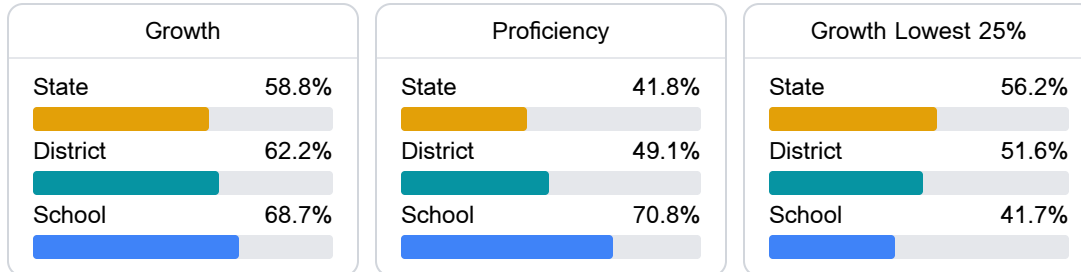 Growth
State 58.8%
District 62.2%
School 68.7%
Proficiency
State 41.8%
District 49.1%
School 70.8%
Growth Lowest 25%
State 56.2%
District 51.6%
School 41.7%